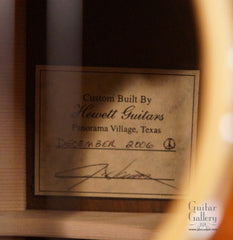 Custom Built By
Hewett Guitars
Panorama Village, Texas
DECEMBER 2006
Guitar
Gallery